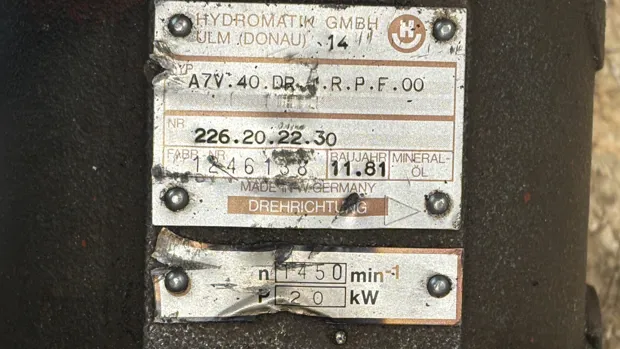 HYDROMATIK GMBH
ULM (DONAU) 14
TYP
A7V.40.DR.1.R.P.F.00
NR
226.20.22.30
FABR NR 1246138 BAUJAHR 11.81 MINERAL-ÖL
MADE IN W-GERMANY
DREHRICHTUNG
n 1450 min-1
P 20 kW